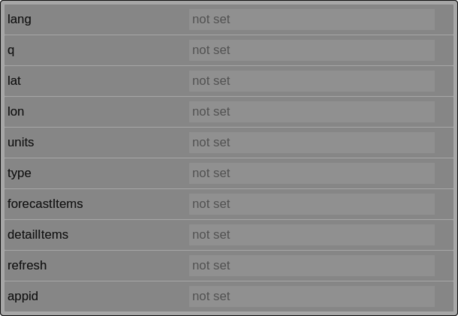 lang not set
q not set
lat not set
lon not set
units not set
type not set
forecastItems not set
detailItems not set
refresh not set
appid not set